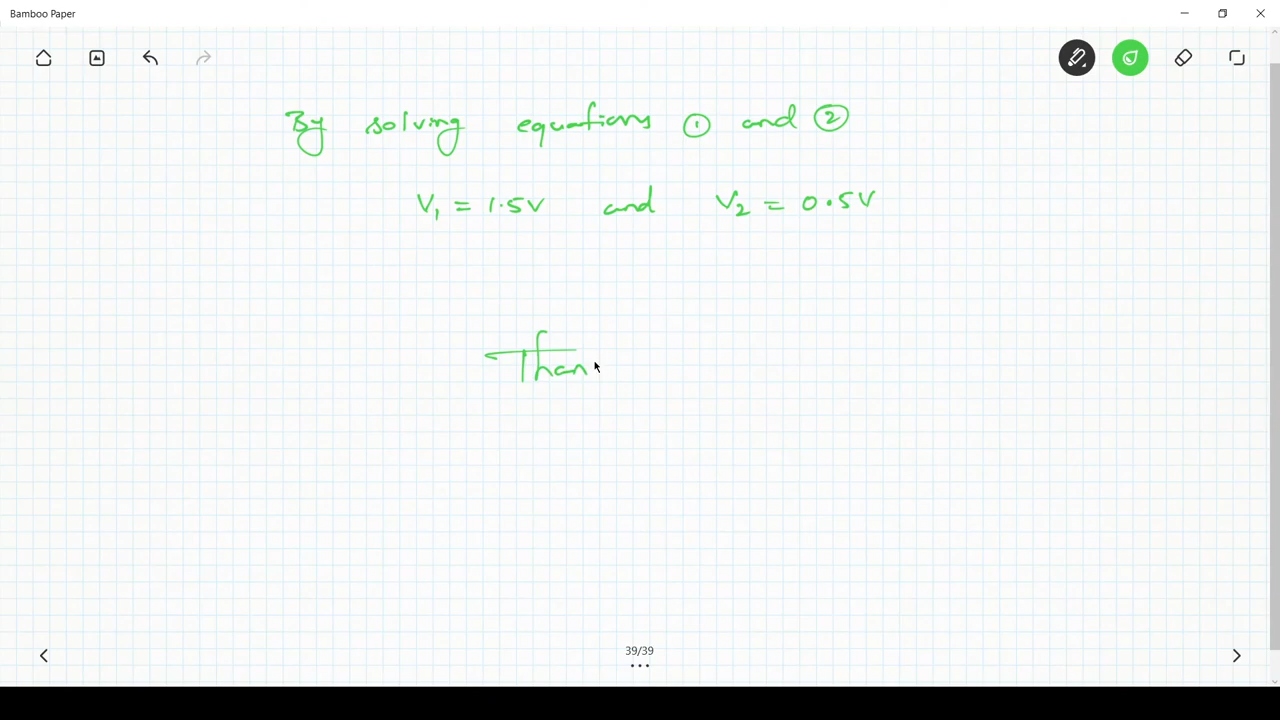 Bamboo Paper
By solving equations ① and ②
V₁ = 1.5V and V₂ = 0.5V
Than
39/39